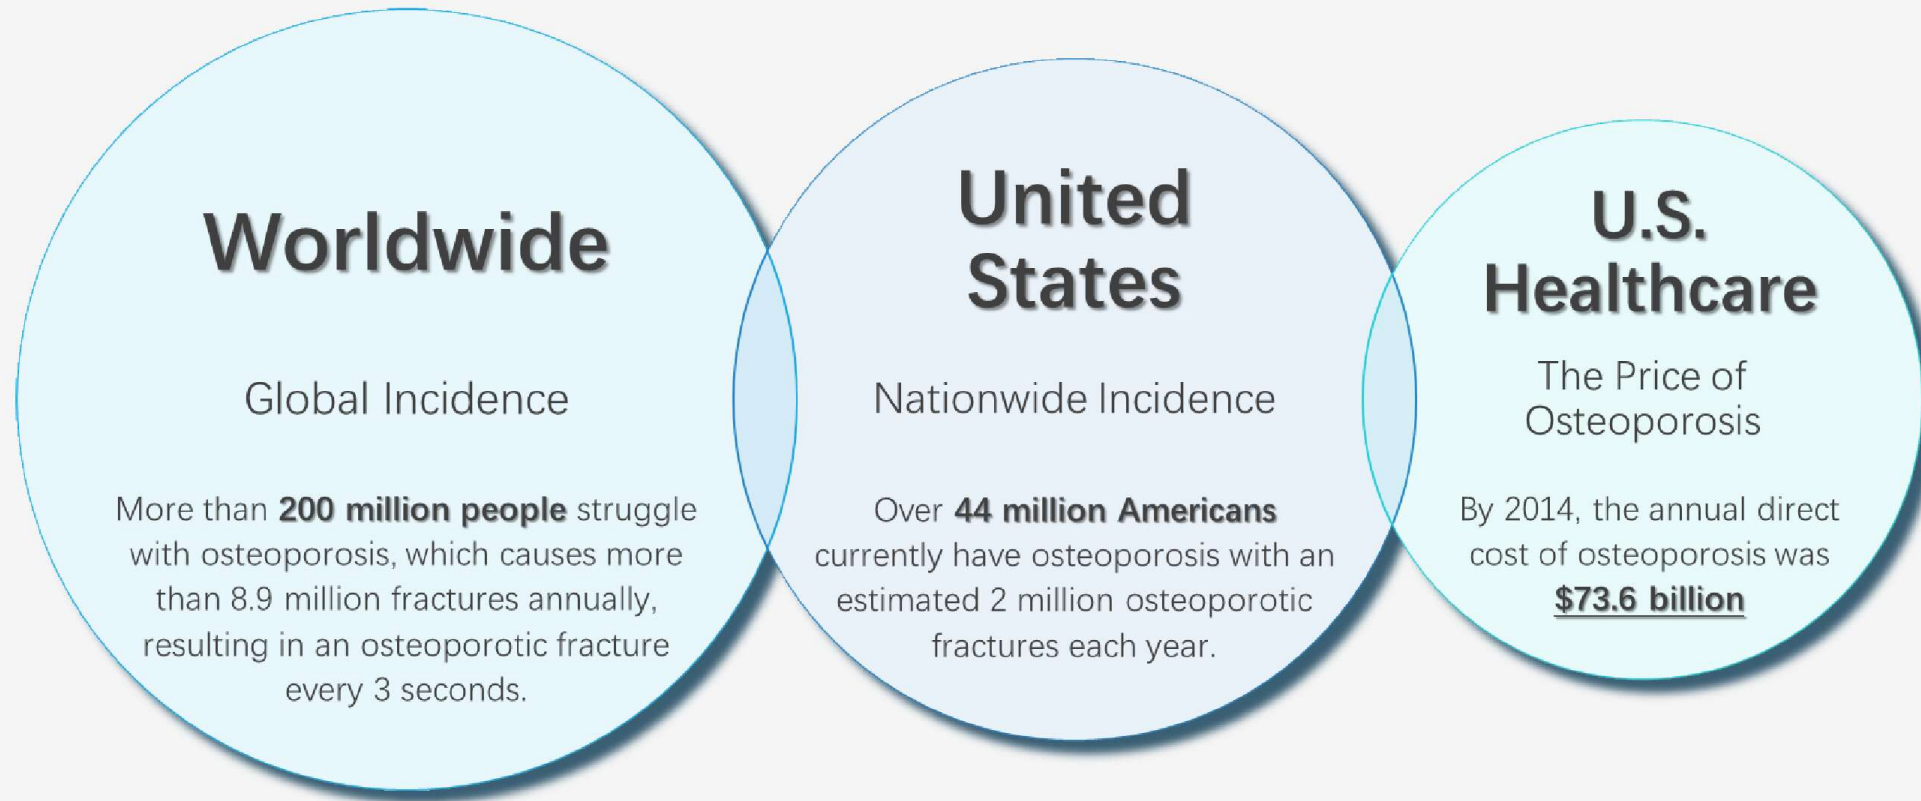 Worldwide
Global Incidence
More than 200 million people struggle
with osteoporosis, which causes more
than 8.9 million fractures annually,
resulting in an osteoporotic fracture
every 3 seconds.
United
States
Nationwide Incidence
Over 44 million Americans
currently have osteoporosis with an
estimated 2 million osteoporotic
fractures each year.
U.S.
Healthcare
The Price of
Osteoporosis
By 2014, the annual direct
cost of osteoporosis was
$73.6 billion